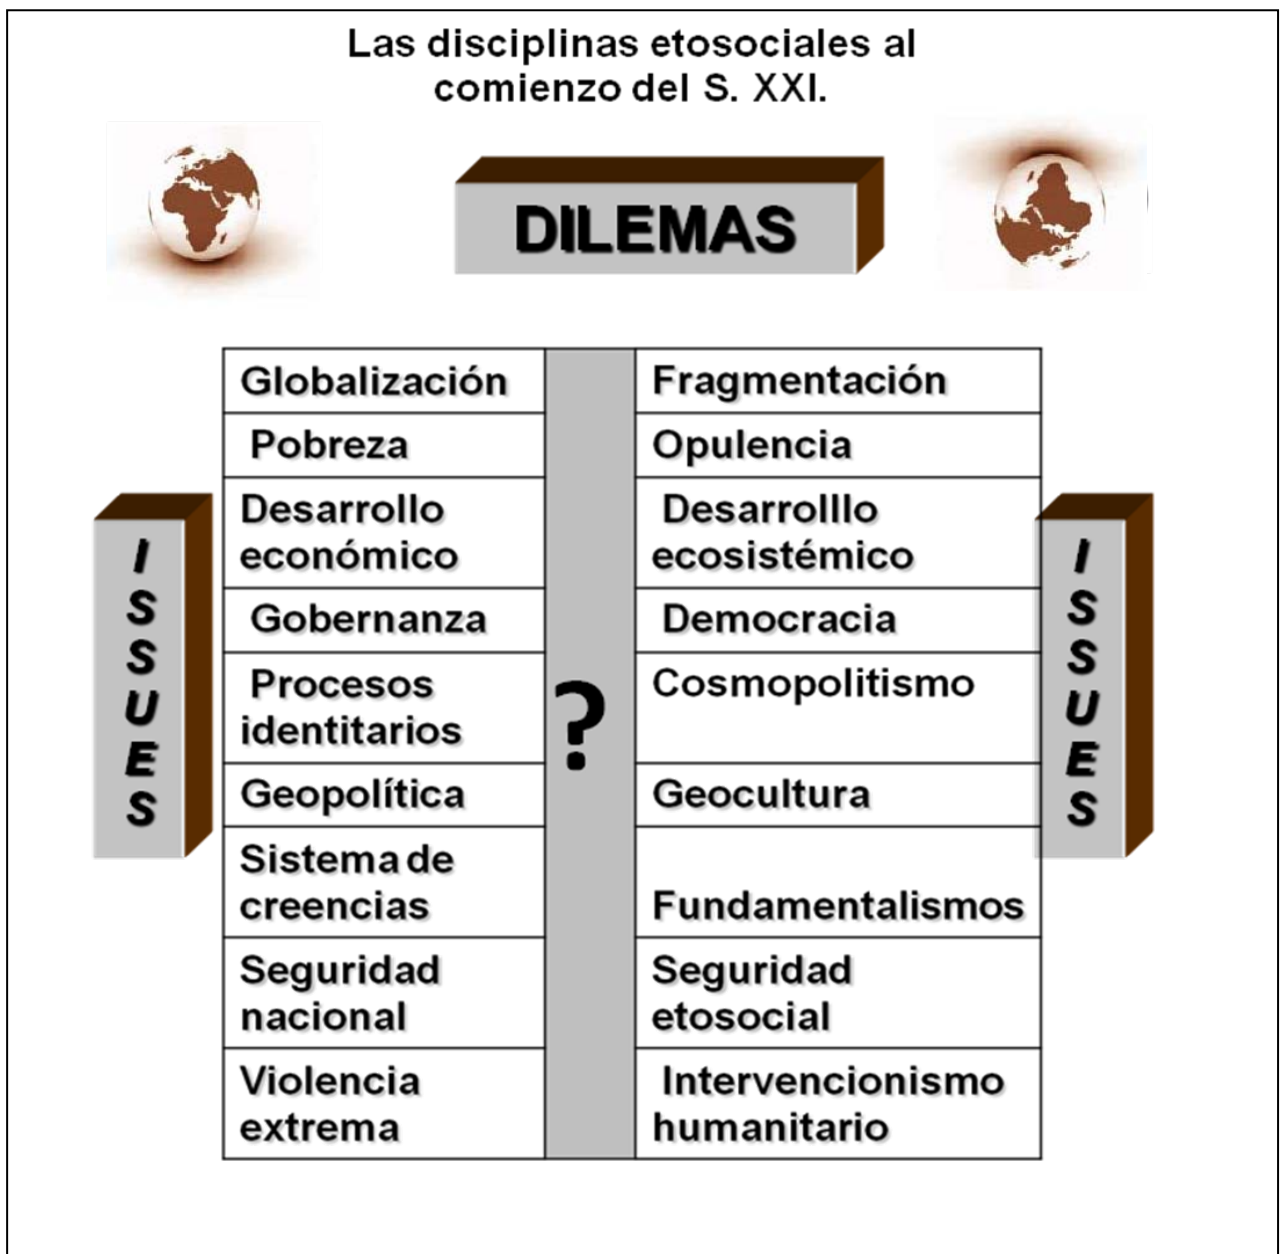 Las disciplinas etosociales al
comienzo del S. XXI.
DILEMAS
ISSUES
Globalización
Fragmentación
Pobreza
Opulencia
Desarrollo
económico
Desarrolllo
ecosistémico
Gobernanza
Democracia
Procesos
identitarios
?
Cosmopolitismo
Geopolítica
Geocultura
Sistema de
creencias
Fundamentalismos
Seguridad
nacional
Seguridad
etosocial
Violencia
extrema
Intervencionismo
humanitario
ISSUES